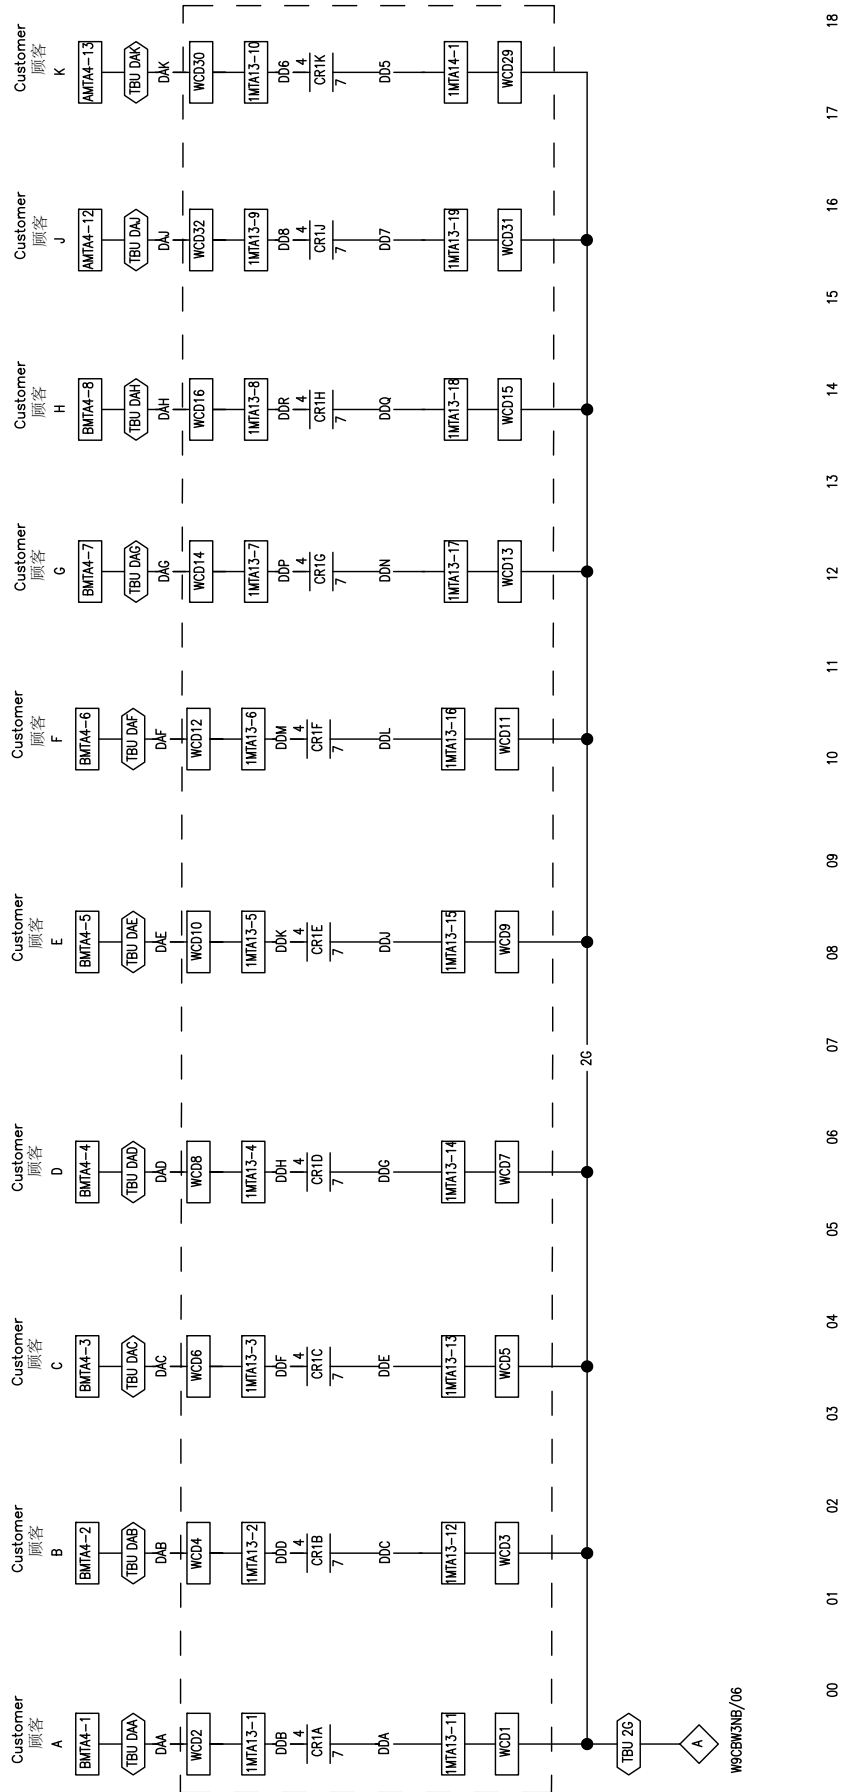 Customer
顾客
A
BMTA4-1
TBU DAA
DAA
WCD2
1MTA13-1
DDB
4
CR1A
7
DDA
1MTA13-11
WCD1
TBU 2G
A
W9CBW3NB/06
Customer
顾客
B
BMTA4-2
TBU DAB
DAB
WCD4
1MTA13-2
DDD
4
CR1B
7
DDC
1MTA13-12
WCD3
Customer
顾客
C
BMTA4-3
TBU DAC
DAC
WCD6
1MTA13-3
DDF
4
CR1C
7
DDE
1MTA13-13
WCD5
Customer
顾客
D
BMTA4-4
TBU DAD
DAD
WCD8
1MTA13-4
DDH
4
CR1D
7
DDG
1MTA13-14
WCD7
2G
Customer
顾客
E
BMTA4-5
TBU DAE
DAE
WCD10
1MTA13-5
DDK
4
CR1E
7
DDJ
1MTA13-15
WCD9
Customer
顾客
F
BMTA4-6
TBU DAF
DAF
WCD12
1MTA13-6
DDM
4
CR1F
7
DDL
1MTA13-16
WCD11
Customer
顾客
G
BMTA4-7
TBU DAG
DAG
WCD14
1MTA13-7
DDP
4
CR1G
7
DDN
1MTA13-17
WCD13
Customer
顾客
H
BMTA4-8
TBU DAH
DAH
WCD16
1MTA13-8
DDR
4
CR1H
7
DDQ
1MTA13-18
WCD15
Customer
顾客
J
AMTA4-12
TBU DAJ
DAJ
WCD32
1MTA13-9
DD8
4
CR1J
7
DD7
1MTA13-19
WCD31
Customer
顾客
K
AMTA4-13
TBU DAK
DAK
WCD30
1MTA13-10
DD6
4
CR1K
7
DD5
1MTA14-1
WCD29
00
01
02
03
04
05
06
07
08
09
10
11
12
13
14
15
16
17
18